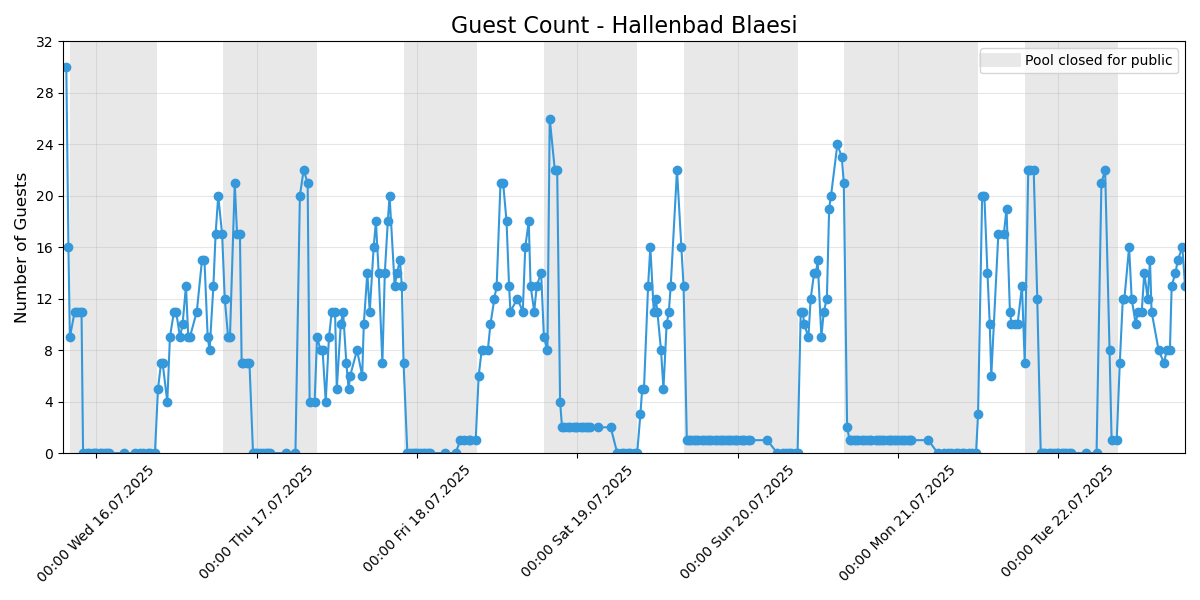 Guest Count - Hallenbad Blaesi
Pool closed for public
Number of Guests
32
28
24
20
16
12
8
4
0
00:00 Wed 16.07.2025
00:00 Thu 17.07.2025
00:00 Fri 18.07.2025
00:00 Sat 19.07.2025
00:00 Sun 20.07.2025
00:00 Mon 21.07.2025
00:00 Tue 22.07.2025